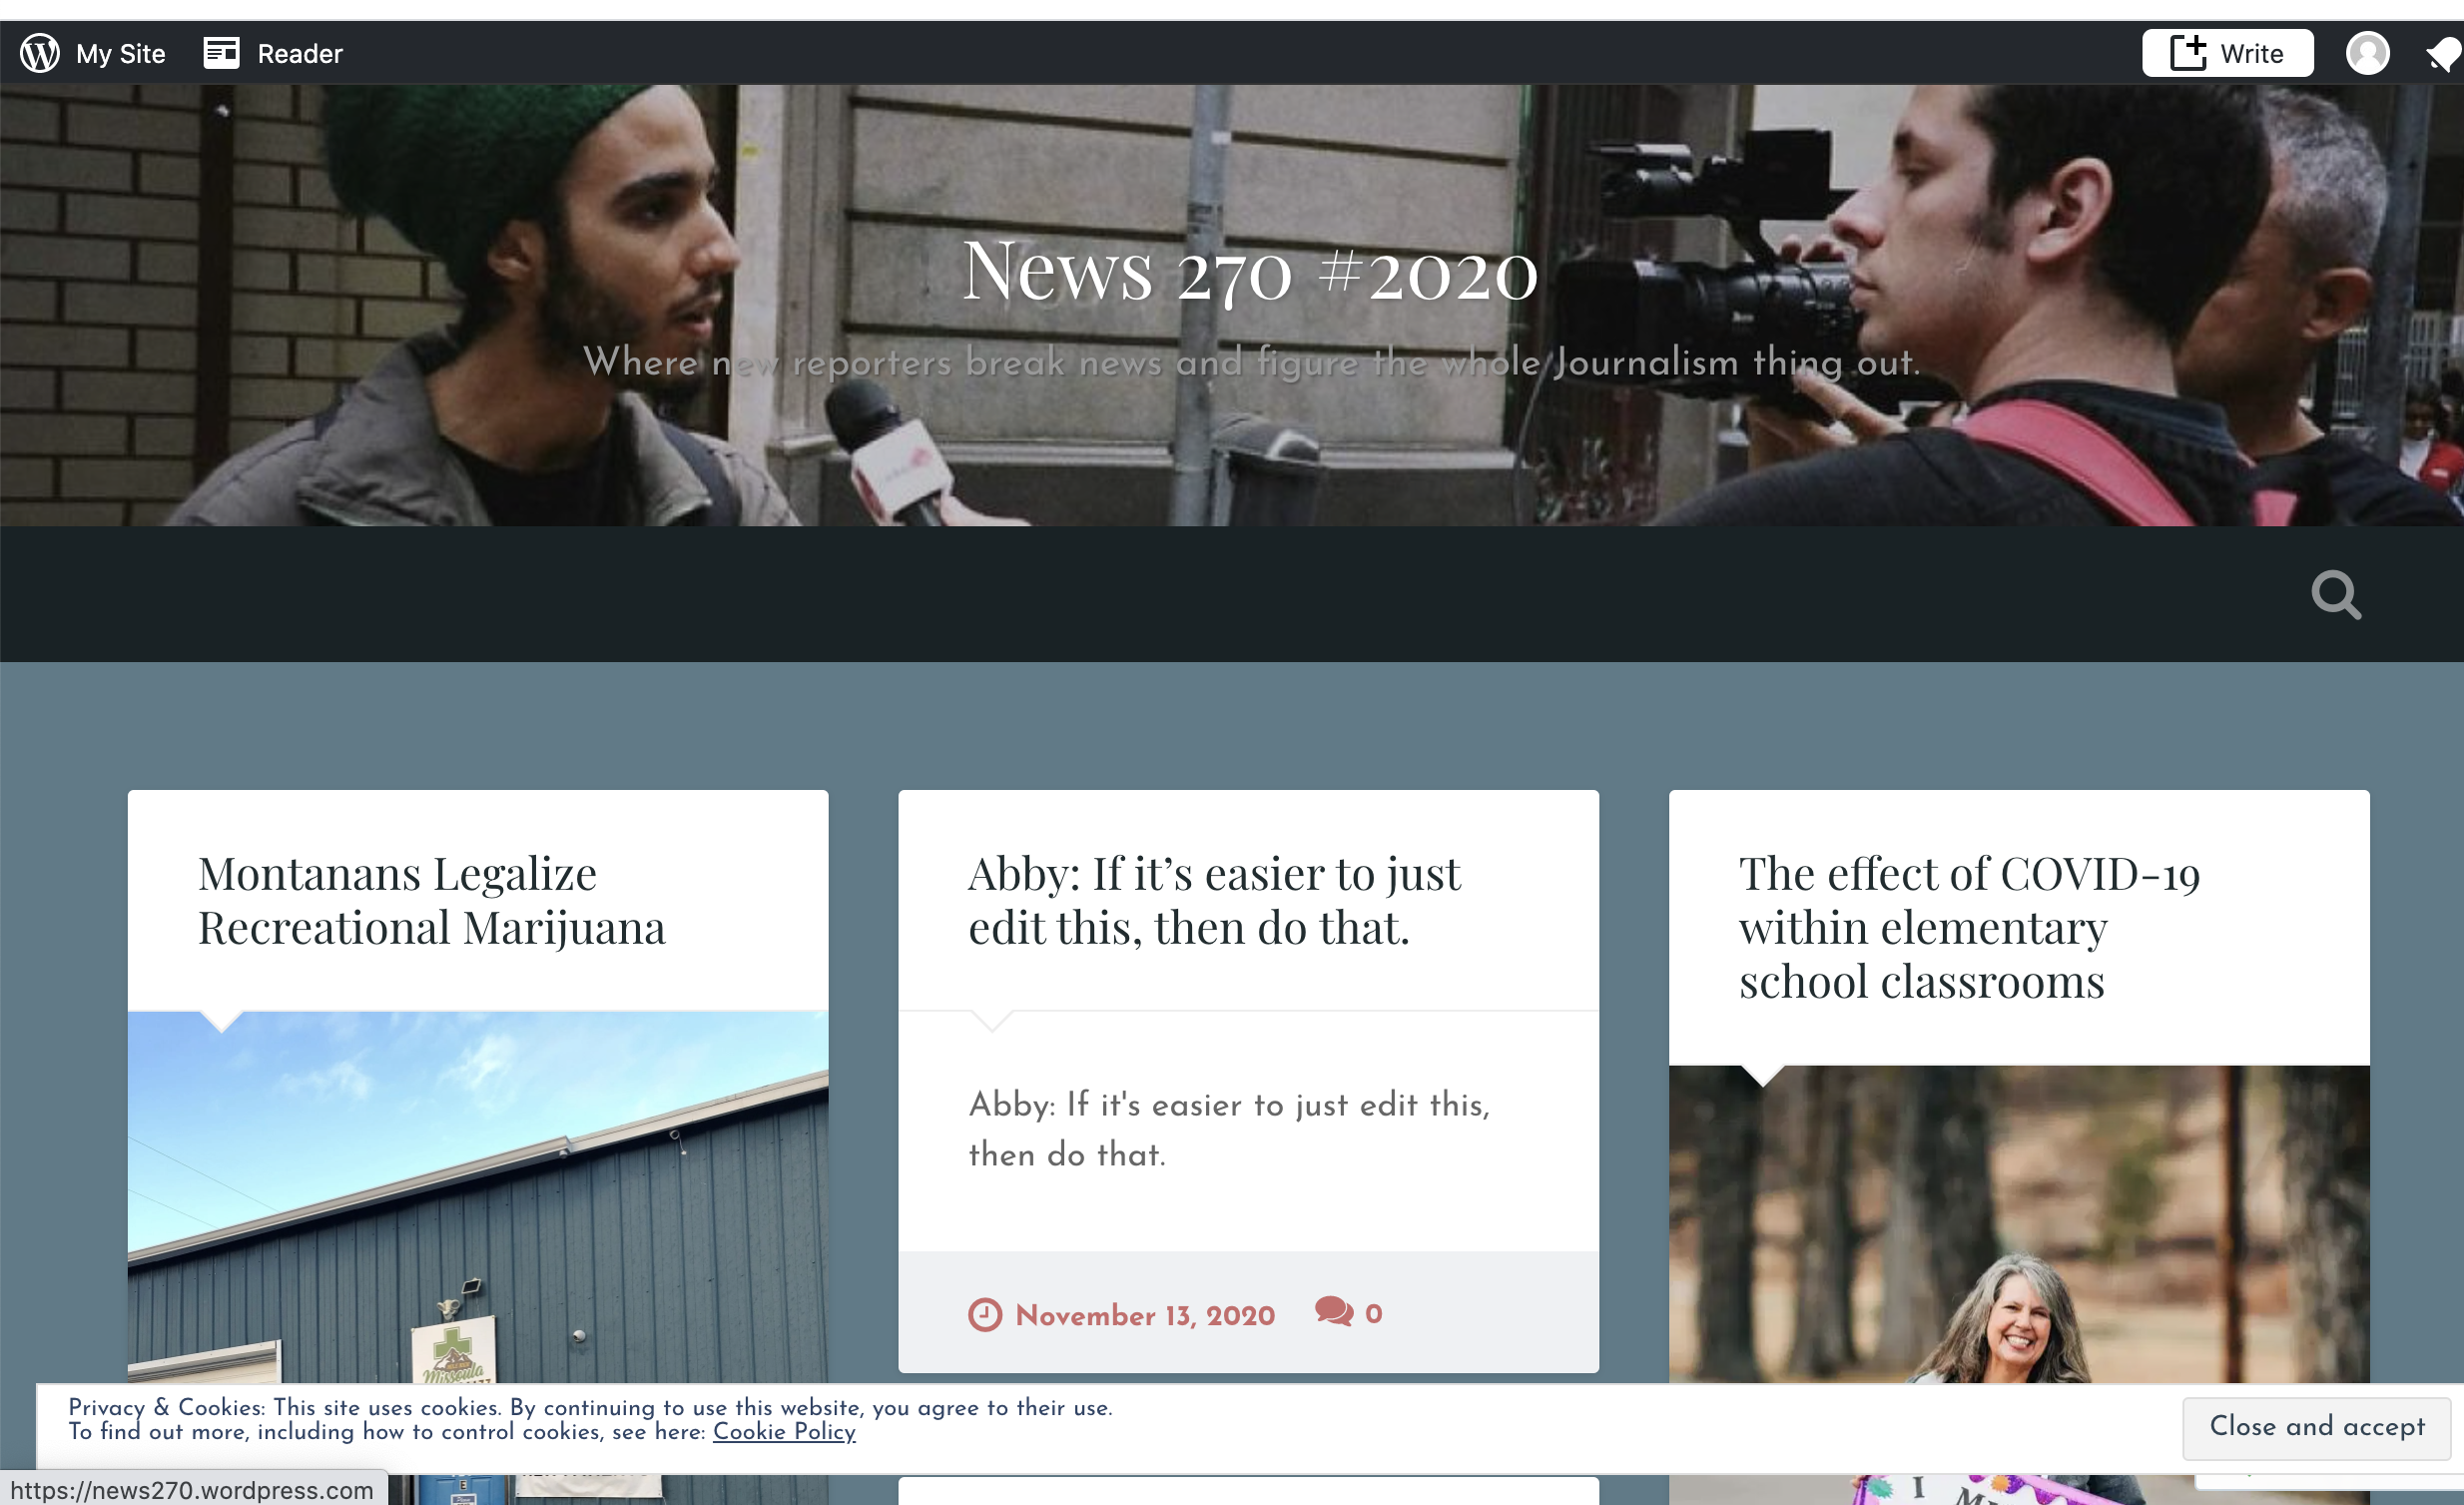 My Site
Reader
Write
News 270 #2020
Where new reporters break news and figure the whole Journalism thing out.
Montanans Legalize
Recreational Marijuana
Abby: If it’s easier to just
edit this, then do that.
Abby: If it's easier to just edit this,
then do that.
November 13, 2020
0
The effect of COVID-19
within elementary
school classrooms
Missoula
I
Privacy & Cookies: This site uses cookies. By continuing to use this website, you agree to their use.
To find out more, including how to control cookies, see here: Cookie Policy
Close and accept
https://news270.wordpress.com